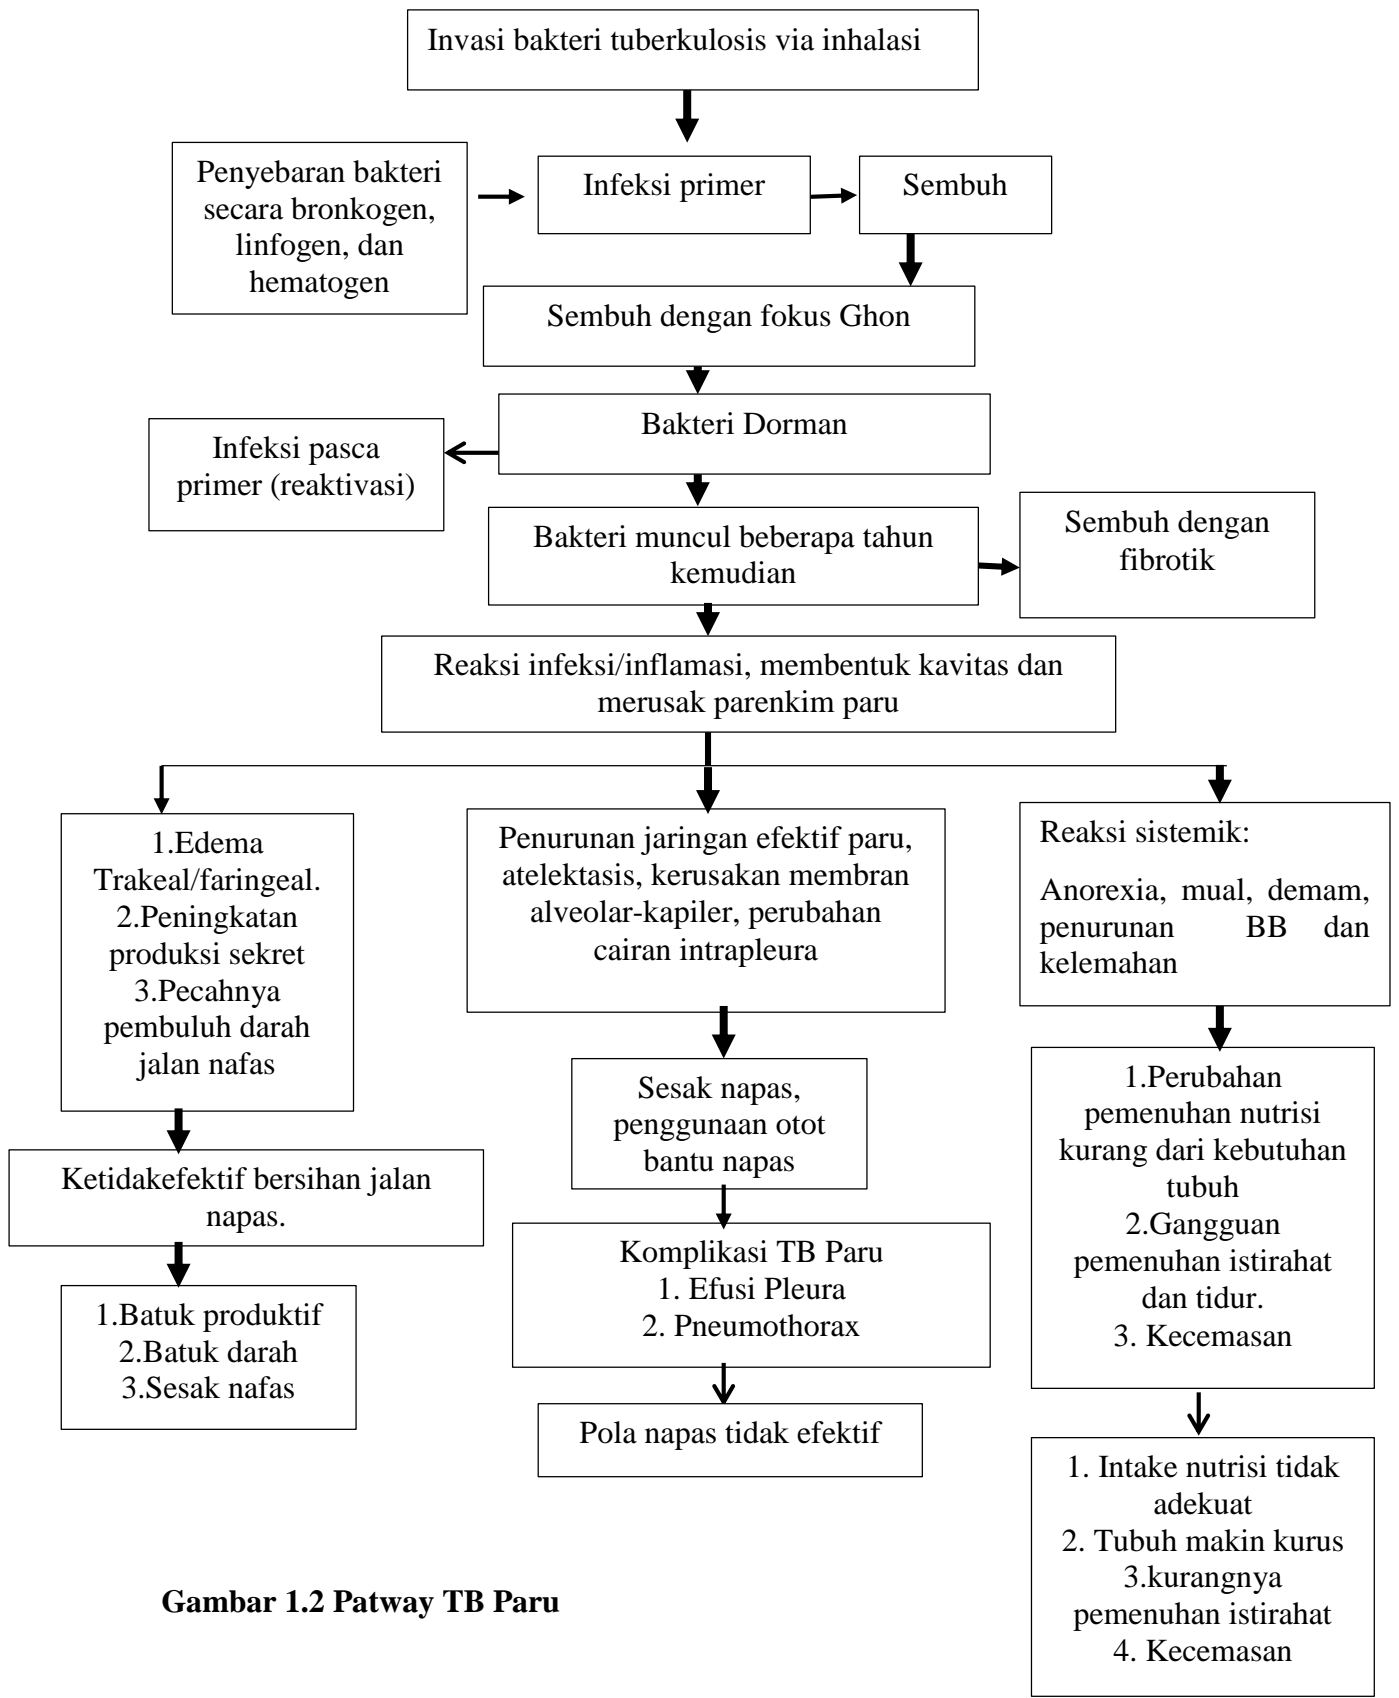 Invasi bakteri tuberkulosis via inhalasi
Penyebaran bakteri
secara bronkogen,
linfogen, dan
hematogen
Infeksi primer
Sembuh
Sembuh dengan fokus Ghon
Bakteri Dorman
Infeksi pasca
primer (reaktivasi)
Bakteri muncul beberapa tahun
kemudian
Sembuh dengan
fibrotik
Reaksi infeksi/inflamasi, membentuk kavitas dan
merusak parenkim paru
1.Edema
Trakeal/faringeal.
2.Peningkatan
produksi sekret
3.Pecahnya
pembuluh darah
jalan nafas
Penurunan jaringan efektif paru,
atelektasis, kerusakan membran
alveolar-kapiler, perubahan
cairan intrapleura
Reaksi sistemik:
Anorexia, mual, demam,
penurunan BB dan
kelemahan
Ketidakefektif bersihan jalan
napas.
Sesak napas,
penggunaan otot
bantu napas
1.Perubahan
pemenuhan nutrisi
kurang dari kebutuhan
tubuh
2.Gangguan
pemenuhan istirahat
dan tidur.
3. Kecemasan
1.Batuk produktif
2.Batuk darah
3.Sesak nafas
Komplikasi TB Paru
1. Efusi Pleura
2. Pneumothorax
Pola napas tidak efektif
1. Intake nutrisi tidak
adekuat
2. Tubuh makin kurus
3.kurangnya
pemenuhan istirahat
4. Kecemasan
Gambar 1.2 Patway TB Paru